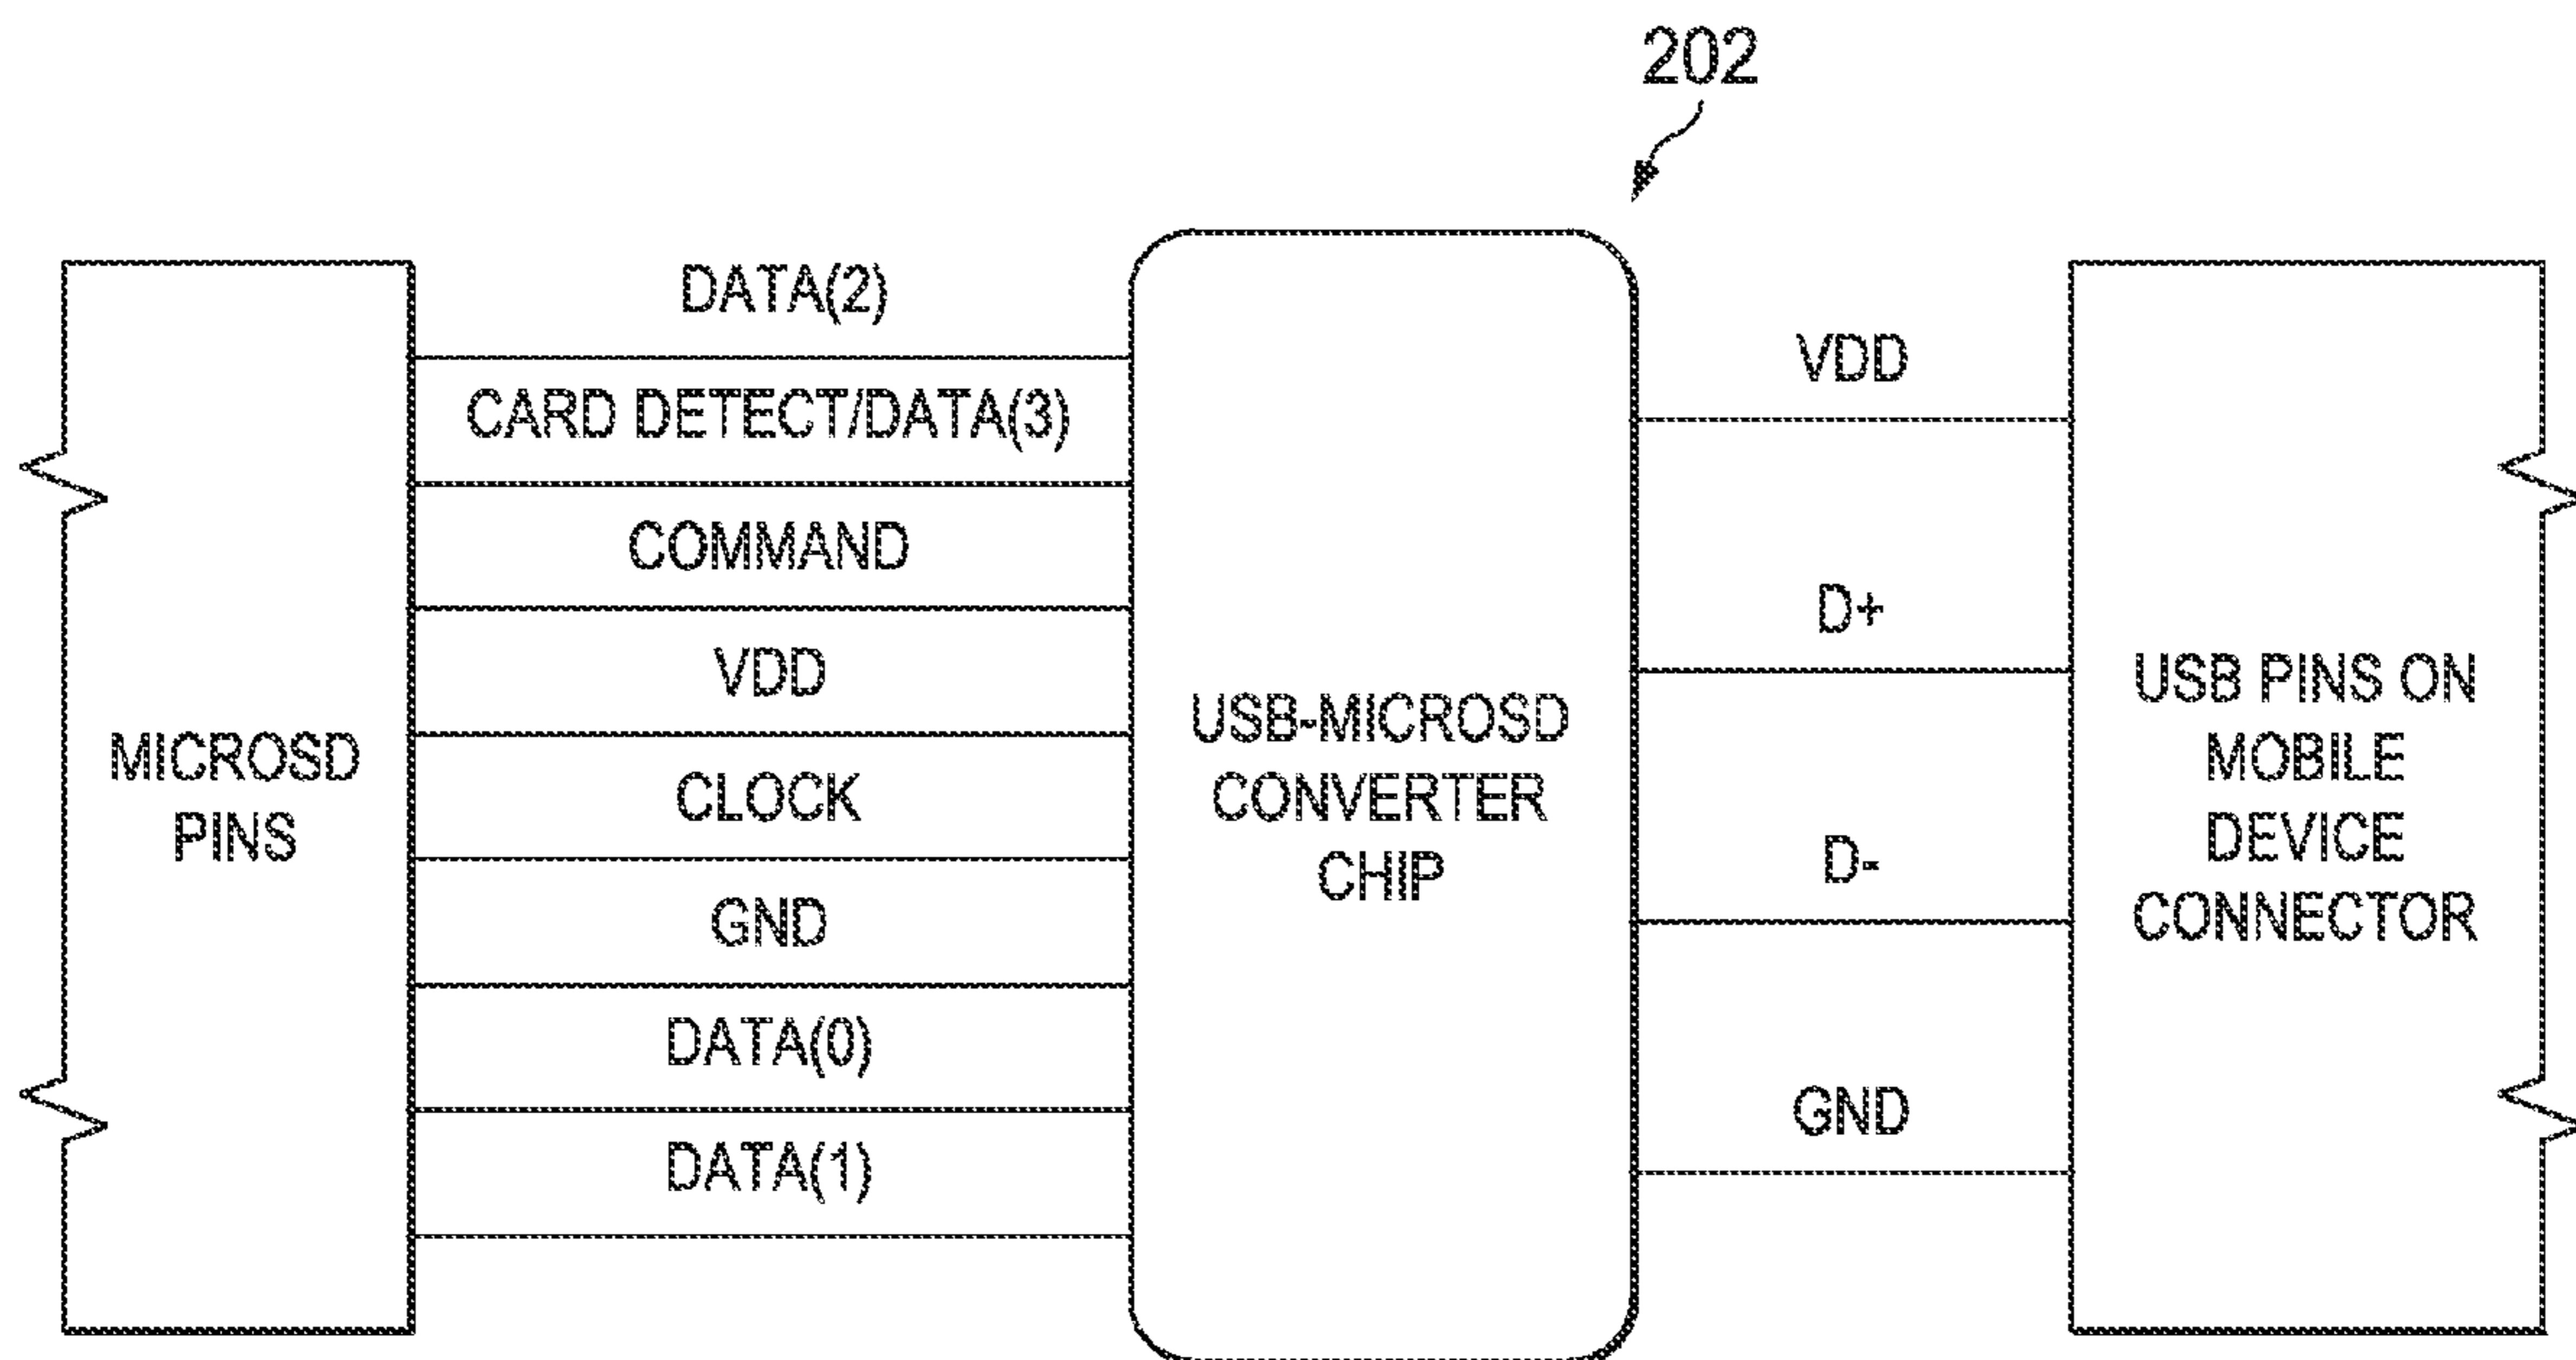 202
MICROSD
PINS
DATA(2)
CARD DETECT/DATA(3)
COMMAND
VDD
CLOCK
GND
DATA(0)
DATA(1)
USB-MICROSD
CONVERTER
CHIP
VDD
D+
D-
GND
USB PINS ON
MOBILE
DEVICE
CONNECTOR